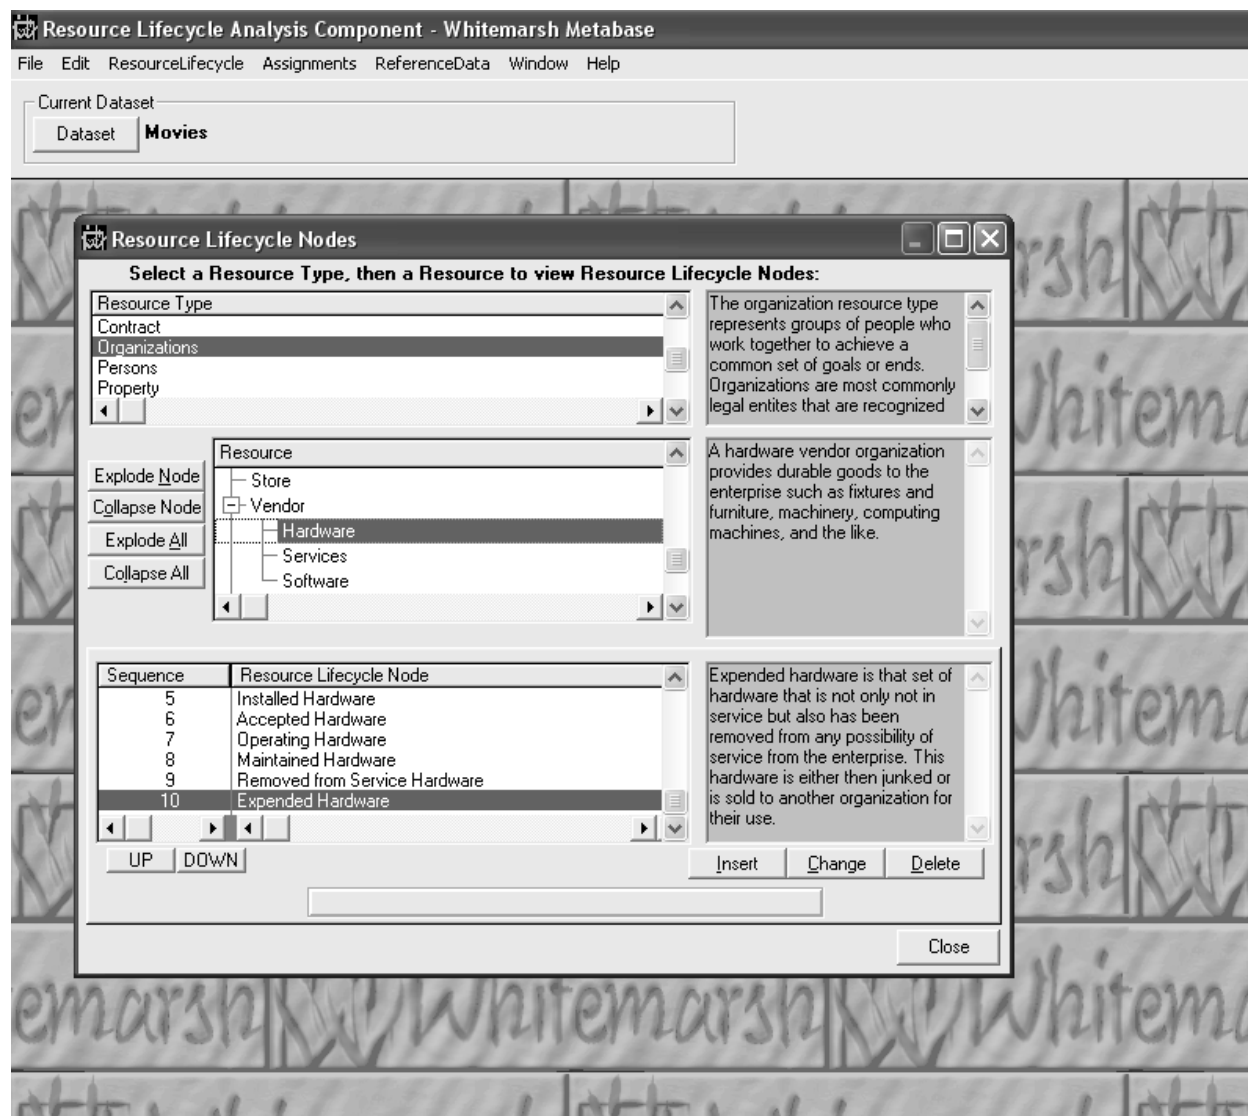 Resource Lifecycle Analysis Component - Whitemarsh Metabase
File Edit ResourceLifecycle Assignments ReferenceData Window Help
Current Dataset
Dataset Movies
Resource Lifecycle Nodes
Select a Resource Type, then a Resource to view Resource Lifecycle Nodes:
Resource Type
Contract
Organizations
Persons
Property
The organization resource type
represents groups of people who
work together to achieve a
common set of goals or ends.
Organizations are most commonly
legal entites that are recognized
Explode Node
Collapse Node
Explode All
Collapse All
Resource
Store
Vendor
Hardware
Services
Software
A hardware vendor organization
provides durable goods to the
enterprise such as fixtures and
furniture, machinery, computing
machines, and the like.
Sequence Resource Lifecycle Node
5 Installed Hardware
6 Accepted Hardware
7 Operating Hardware
8 Maintained Hardware
9 Removed from Service Hardware
10 Expended Hardware
Expended hardware is that set of
hardware that is not only not in
service but also has been
removed from any possibility of
service from the enterprise. This
hardware is either then junked or
is sold to another organization for
their use.
UP DOWN
Insert Change Delete
Close
Whitemarsh